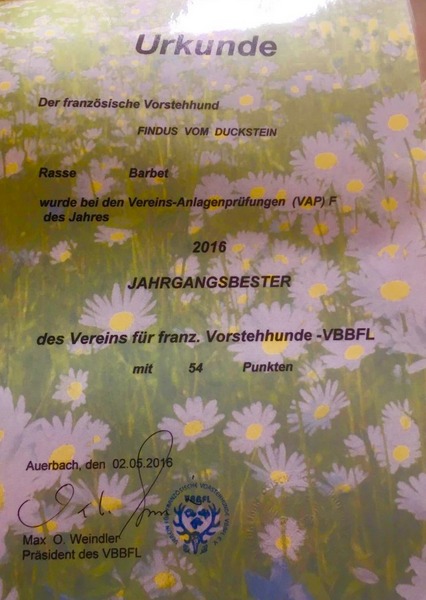 Urkunde
Der französische Vorstehhund
FINDUS VOM DUCKSTEIN
Rasse Barbet
wurde bei den Vereins-Anlagenprüfungen (VAP) F
des Jahres
2016
JAHRGANGSBESTER
des Vereins für franz. Vorstehhunde -VBBFL
mit 54 Punkten
Auerbach, den 02.05.2016
VBBFL
Max O. Weindler
Präsident des VBBFL